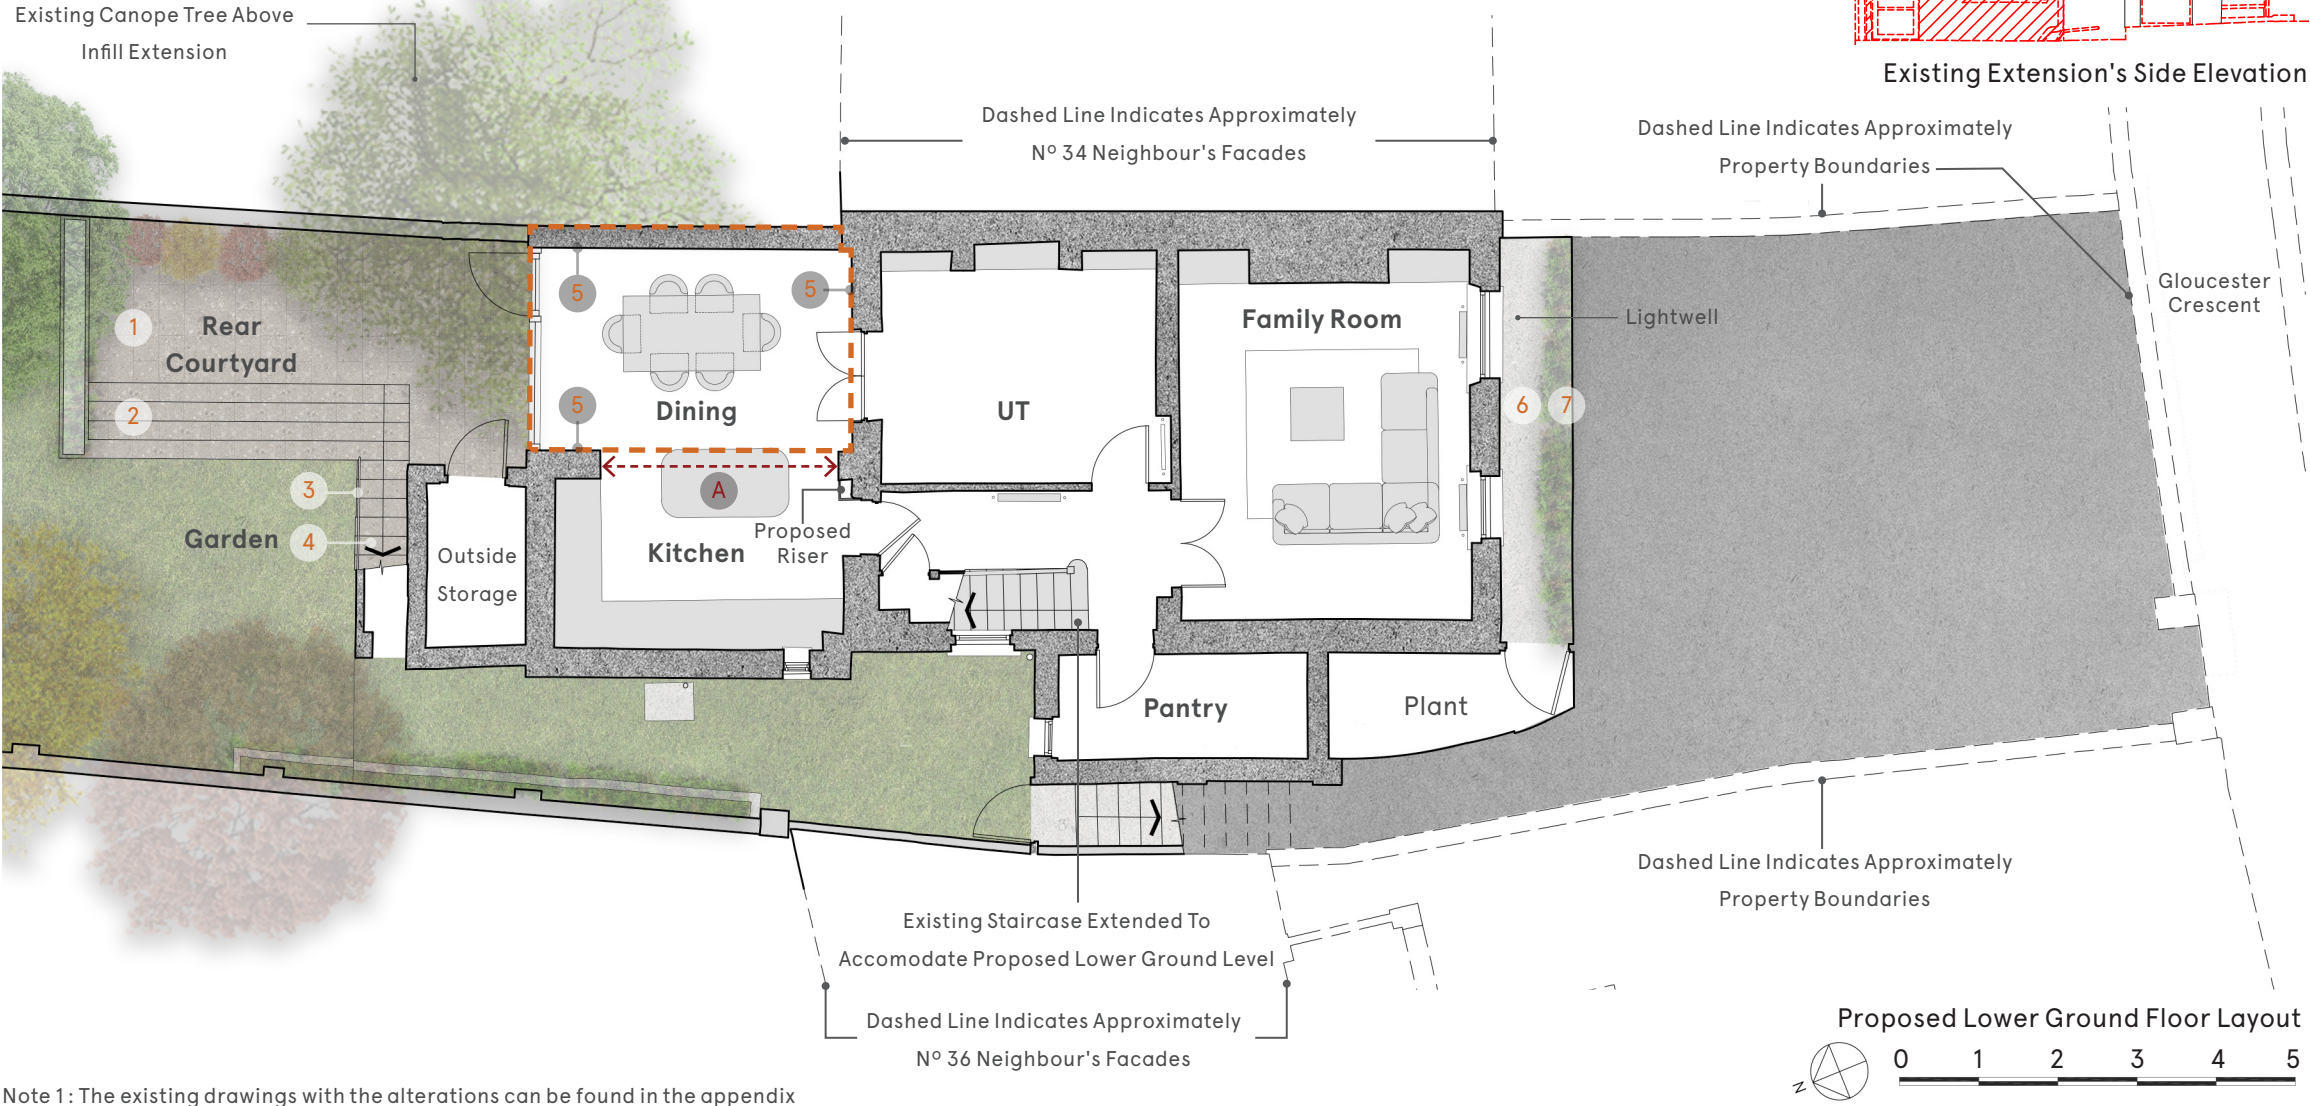 Existing Canope Tree Above
Infill Extension
Existing Extension's Side Elevation
Dashed Line Indicates Approximately
Nº 34 Neighbour's Facades
Dashed Line Indicates Approximately
Property Boundaries
Gloucester
Crescent
1
Rear
Courtyard
2
3
Garden
4
5
5
5
Dining
UT
Family Room
Lightwell
6
7
A
Proposed
Riser
Kitchen
Outside
Storage
Pantry
Plant
Existing Staircase Extended To
Accomodate Proposed Lower Ground Level
Dashed Line Indicates Approximately
Nº 36 Neighbour's Facades
Dashed Line Indicates Approximately
Property Boundaries
Proposed Lower Ground Floor Layout
N
0 1 2 3 4 5
Note 1 : The existing drawings with the alterations can be found in the appendix